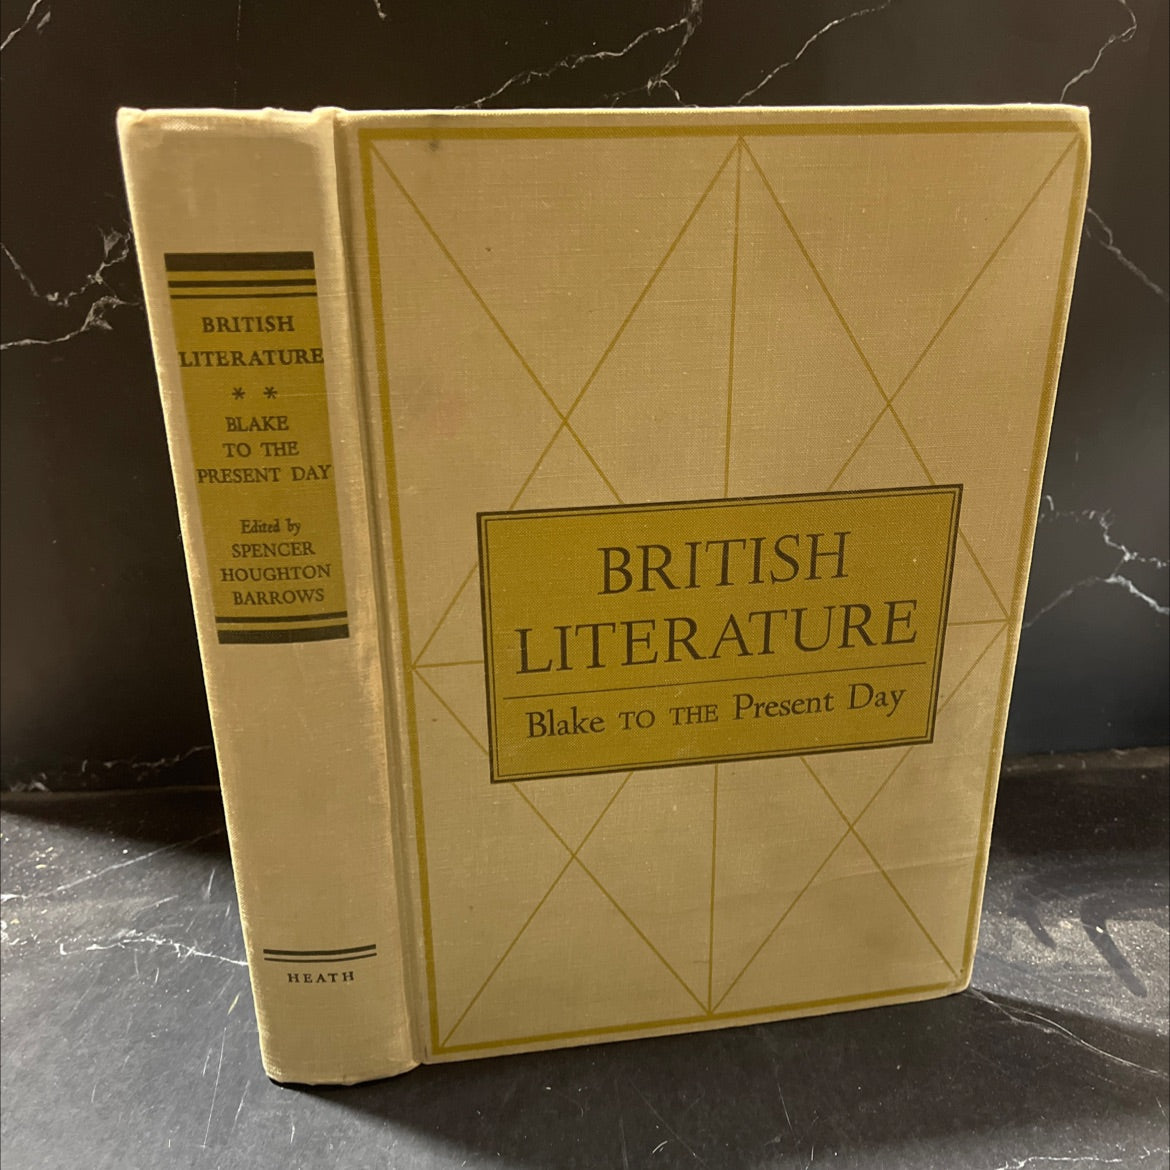 BRITISH
LITERATURE
* *
BLAKE
TO THE
PRESENT DAY
Edited by
SPENCER
HOUGHTON
BARROWS
HEATH
BRITISH
LITERATURE
Blake TO THE Present Day